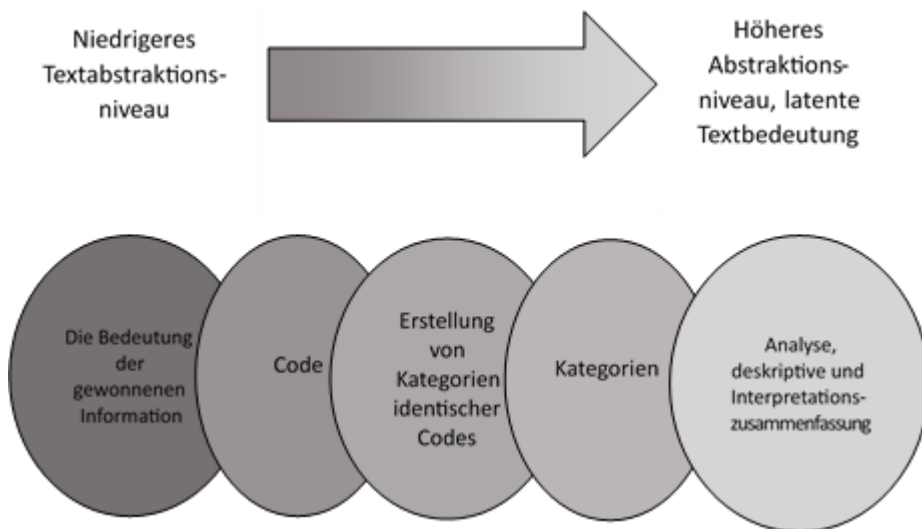 Niedrigeres
Textabstraktions-
niveau
Höheres
Abstraktions-
niveau, latente
Textbedeutung
Die Bedeutung
der
gewonnenen
Information
Code
Erstellung
von
Kategorien
identischer
Codes
Kategorien
Analyse,
deskriptive und
Interpretations-
zusammenfassung